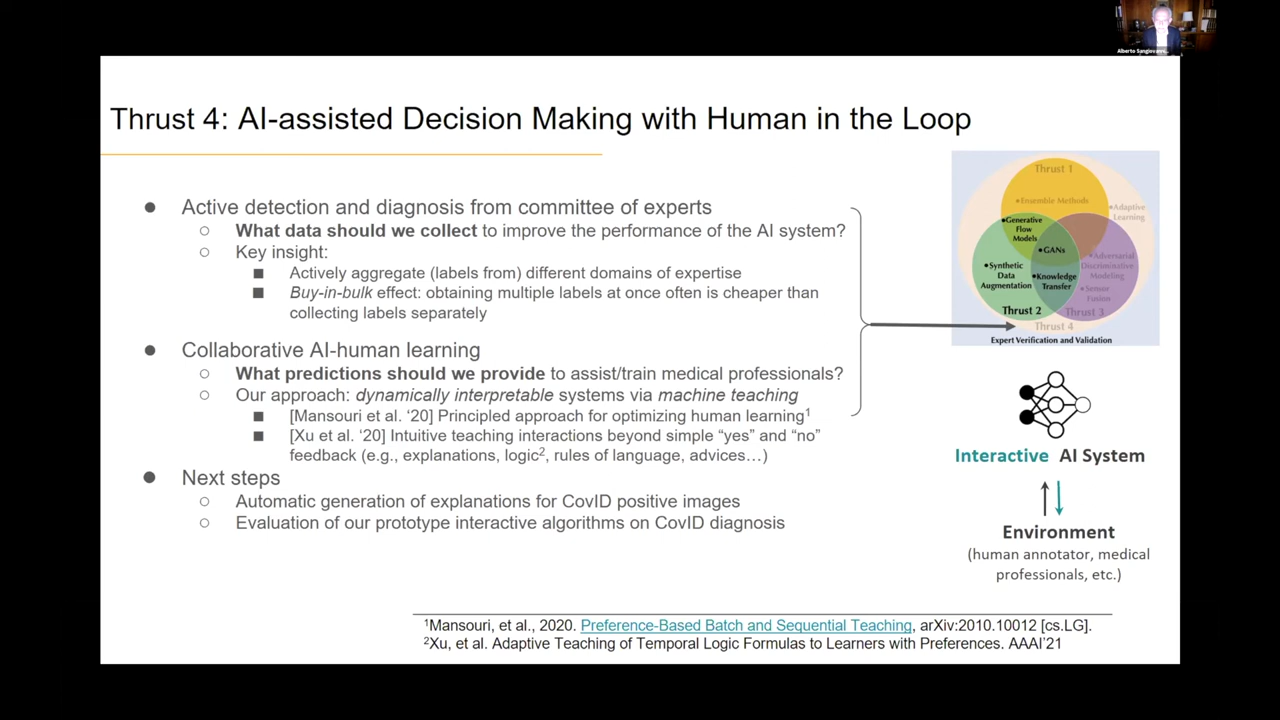 Alberto Sangiovann...
Thrust 4: AI-assisted Decision Making with Human in the Loop
● Active detection and diagnosis from committee of experts
○ What data should we collect to improve the performance of the AI system?
○ Key insight:
■ Actively aggregate (labels from) different domains of expertise
■ Buy-in-bulk effect: obtaining multiple labels at once often is cheaper than
collecting labels separately
● Collaborative AI-human learning
○ What predictions should we provide to assist/train medical professionals?
○ Our approach: dynamically interpretable systems via machine teaching
■ [Mansouri et al. ‘20] Principled approach for optimizing human learning¹
■ [Xu et al. ‘20] Intuitive teaching interactions beyond simple “yes” and “no”
feedback (e.g., explanations, logic², rules of language, advices…)
● Next steps
○ Automatic generation of explanations for CovID positive images
○ Evaluation of our prototype interactive algorithms on CovID diagnosis
Thrust 1
•Ensemble Methods
•Adaptive
Learning
•Generative
Flow
Models
•GANs
•Adversarial
Discriminative
Modeling
•Synthetic
Data
Augmentation
•Knowledge
Transfer
•Sensor
Fusion
Thrust 2
Thrust 3
Thrust 4
Expert Verification and Validation
Interactive AI System
Environment
(human annotator, medical
professionals, etc.)
¹Mansouri, et al., 2020. Preference-Based Batch and Sequential Teaching, arXiv:2010.10012 [cs.LG].
²Xu, et al. Adaptive Teaching of Temporal Logic Formulas to Learners with Preferences. AAAI’21